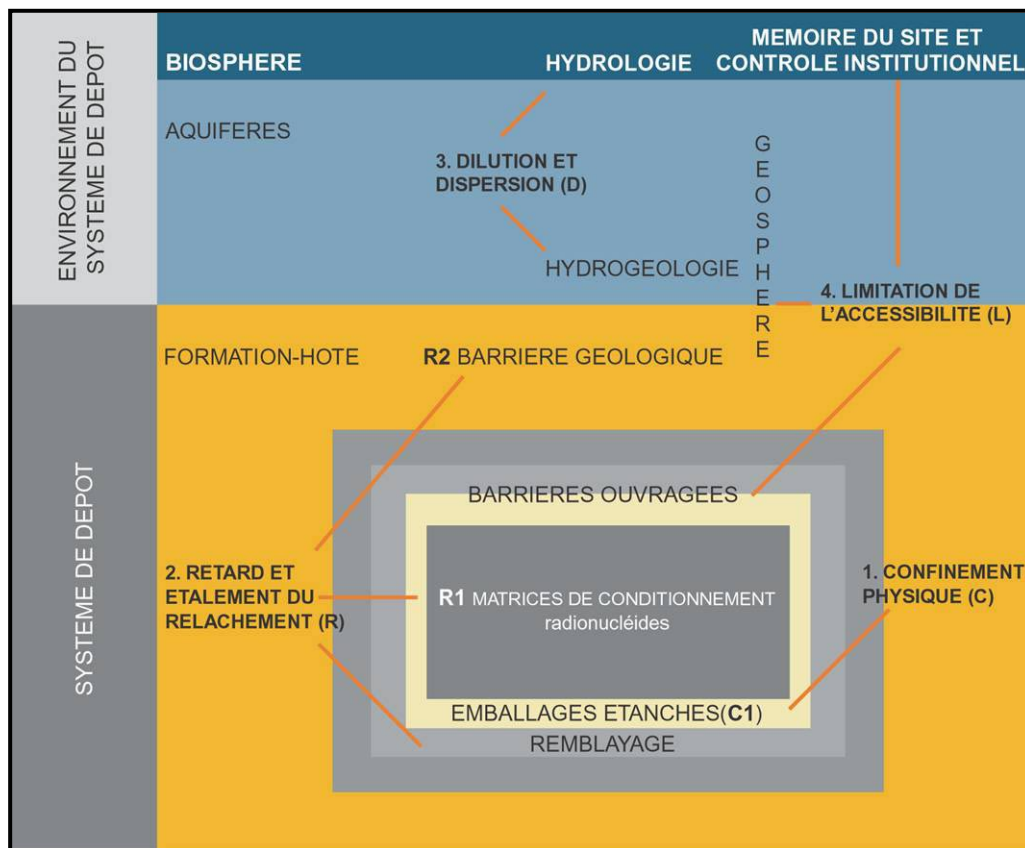 ENVIRONNEMENT DU
SYSTEME DE DEPOT
BIOSPHERE
HYDROLOGIE
MEMOIRE DU SITE ET
CONTROLE INSTITUTIONNEL
AQUIFERES
3. DILUTION ET
DISPERSION (D)
HYDROGEOLOGIE
GEOSPHERE
4. LIMITATION DE
L'ACCESSIBILITE (L)
SYSTEME DE DEPOT
FORMATION-HOTE
R2 BARRIERE GEOLOGIQUE
BARRIERES OUVRAGEES
2. RETARD ET
ETALEMENT DU
RELACHEMENT (R)
R1 MATRICES DE CONDITIONNEMENT
radionucléides
1. CONFINEMENT
PHYSIQUE (C)
EMBALLAGES ETANCHES(C1)
REMBLAYAGE